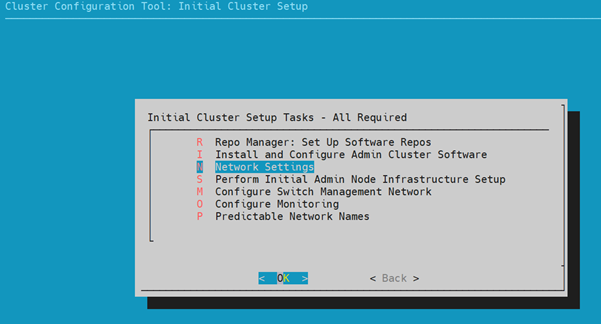 Cluster Configuration Tool: Initial Cluster Setup
Initial Cluster Setup Tasks - All Required
R Repo Manager: Set Up Software Repos
I Install and Configure Admin Cluster Software
N Network Settings
S Perform Initial Admin Node Infrastructure Setup
M Configure Switch Management Network
O Configure Monitoring
P Predictable Network Names
< OK > < Back >